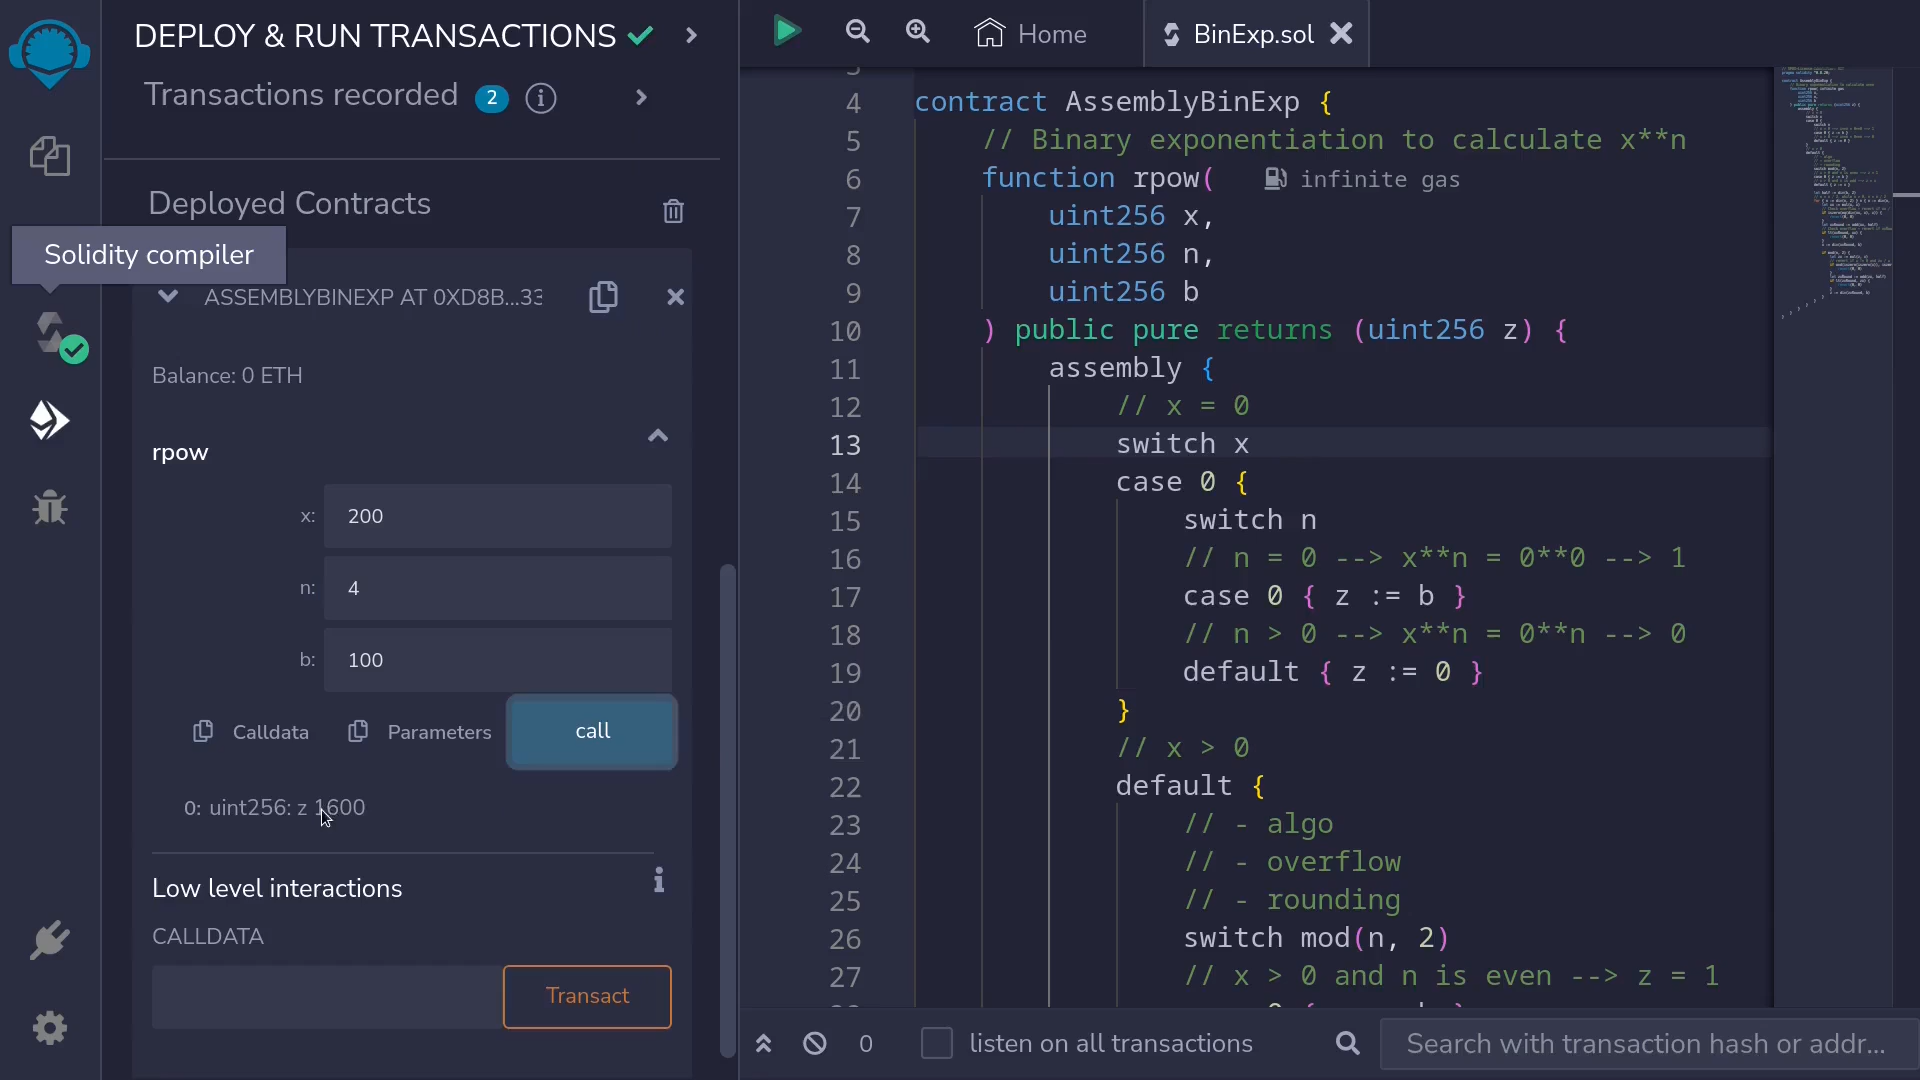 DEPLOY & RUN TRANSACTIONS
Transactions recorded 2
Deployed Contracts
Solidity compiler
ASSEMBLYBINEXP AT 0XD8B...33
Balance: 0 ETH
rpow
x: 200
n: 4
b: 100
Calldata
Parameters
call
0: uint256: z 1600
Low level interactions
CALLDATA
Transact
Home
BinExp.sol
4 contract AssemblyBinExp {
5 // Binary exponentiation to calculate x**n
6 function rpow( infinite gas
7 uint256 x,
8 uint256 n,
9 uint256 b
10 ) public pure returns (uint256 z) {
11 assembly {
12 // x = 0
13 switch x
14 case 0 {
15 switch n
16 // n = 0 --> x**n = 0**0 --> 1
17 case 0 { z := b }
18 // n > 0 --> x**n = 0**n --> 0
19 default { z := 0 }
20 }
21 // x > 0
22 default {
23 // - algo
24 // - overflow
25 // - rounding
26 switch mod(n, 2)
27 // x > 0 and n is even --> z = 1
0
listen on all transactions
Search with transaction hash or addr...